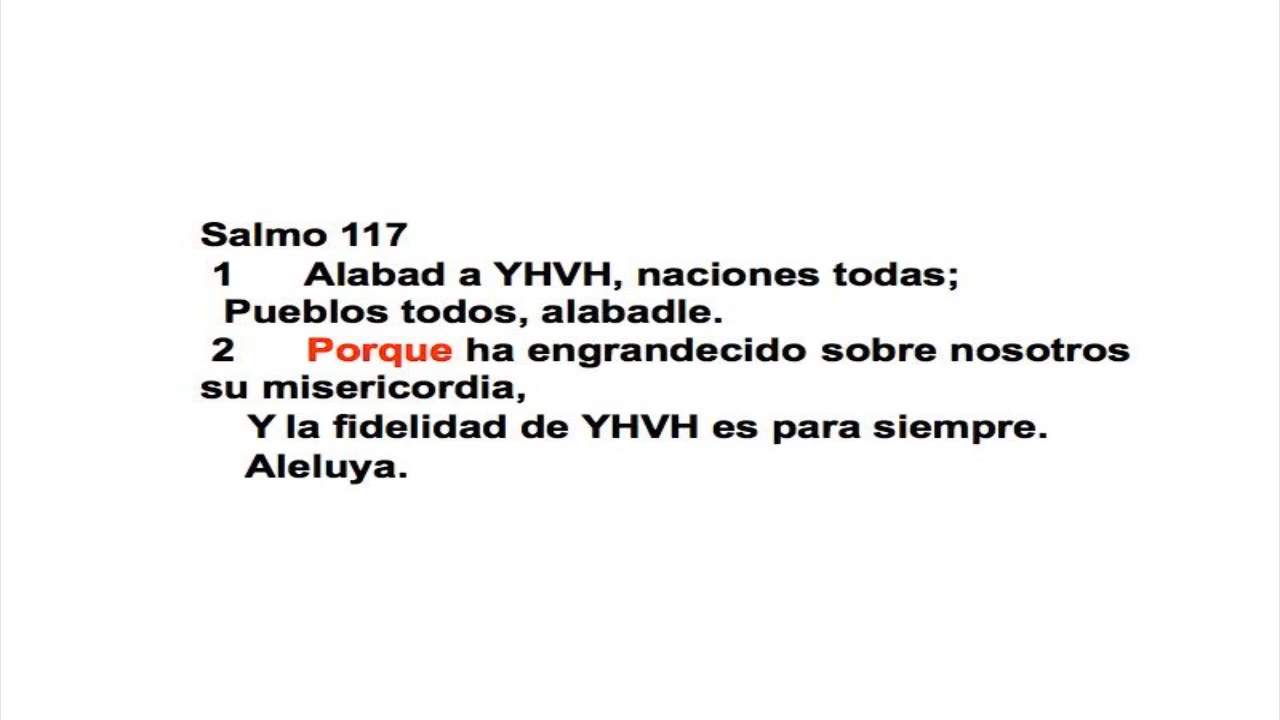 Salmo 117
1 Alabad a YHVH, naciones todas;
Pueblos todos, alabadle.
2 Porque ha engrandecido sobre nosotros
su misericordia,
Y la fidelidad de YHVH es para siempre.
Aleluya.